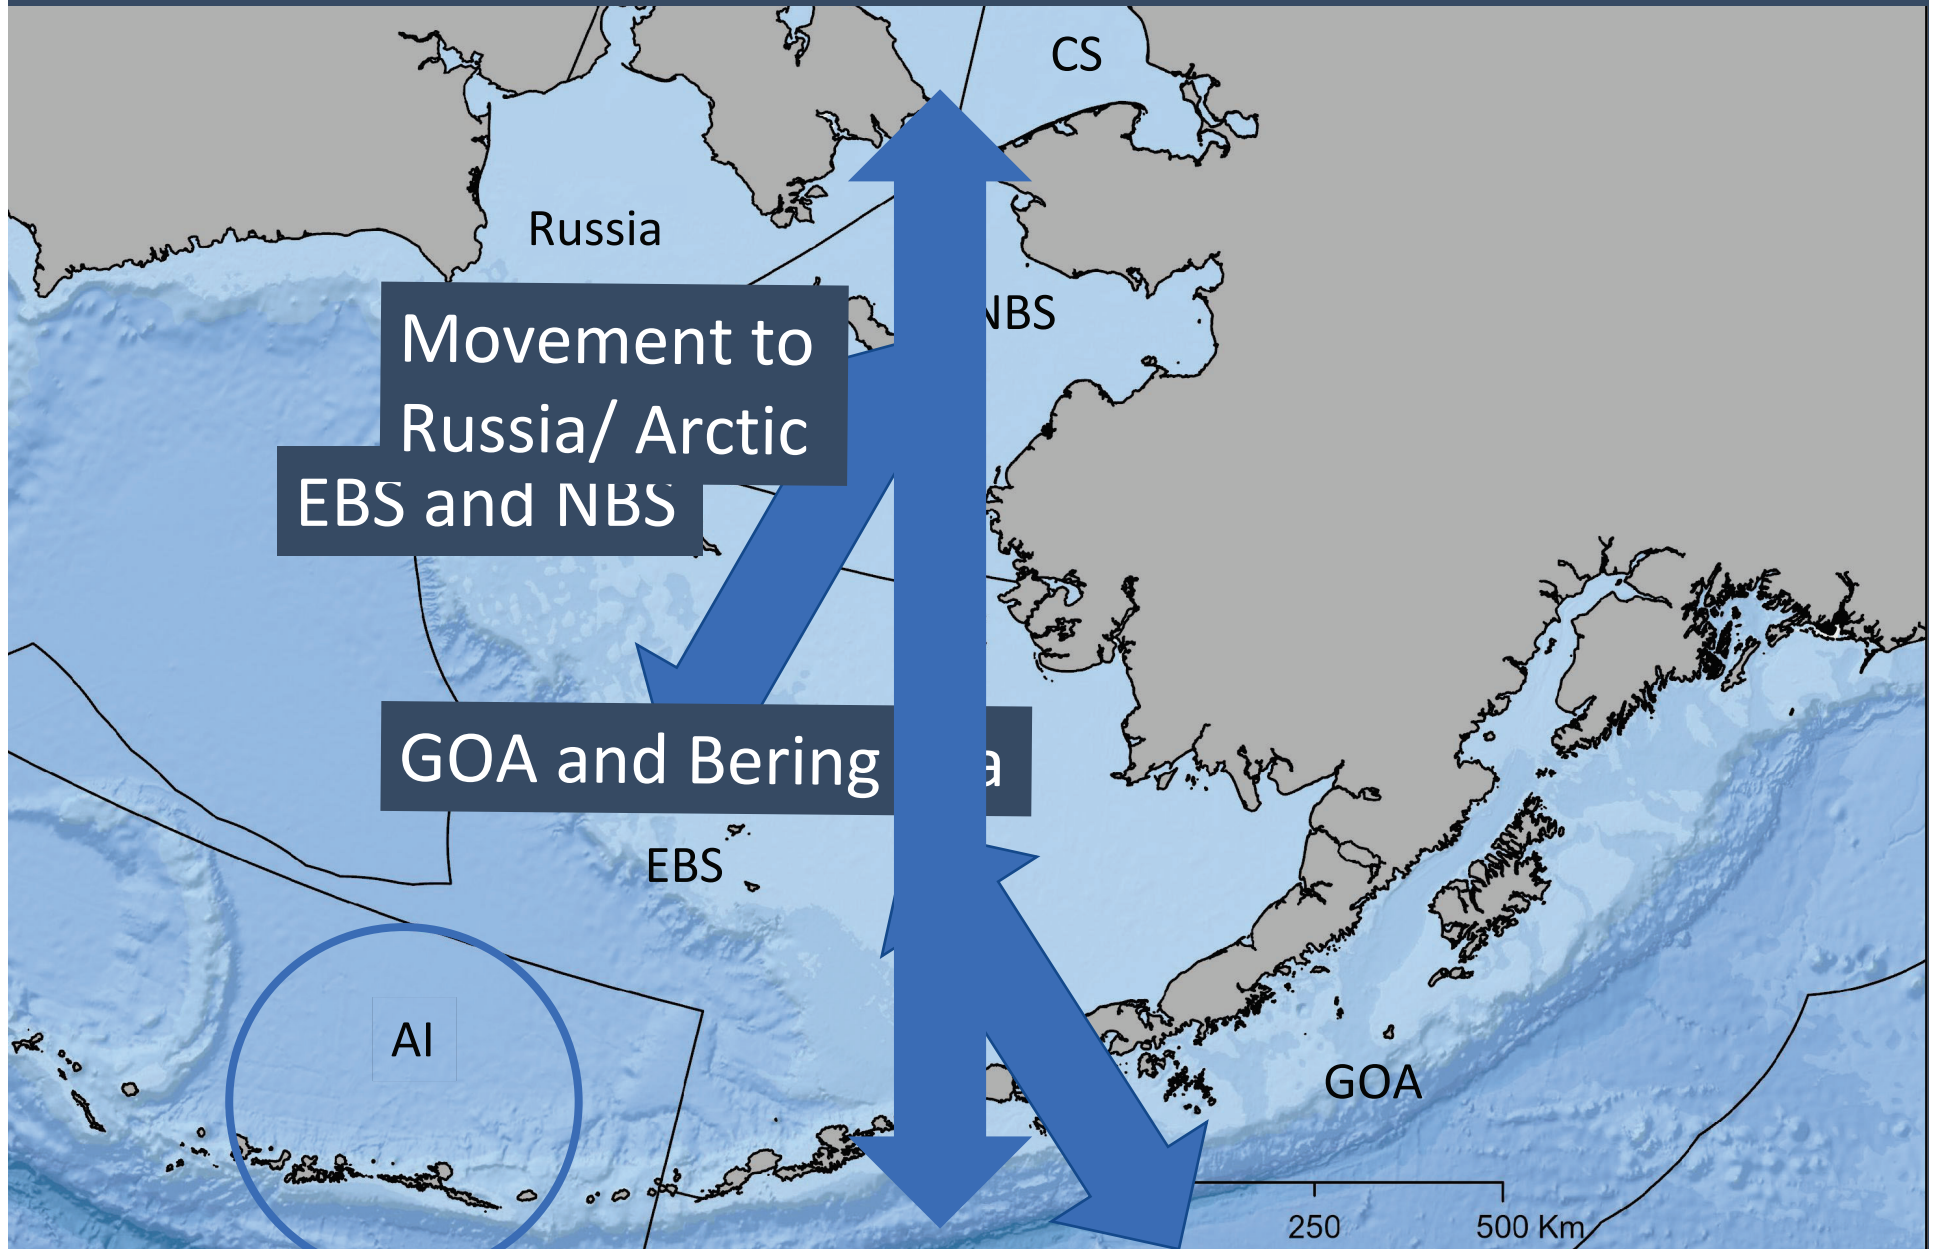 CS
Russia
NBS
Movement to
Russia/ Arctic
EBS and NBS
GOA and Bering a
EBS
AI
GOA
250
500 Km